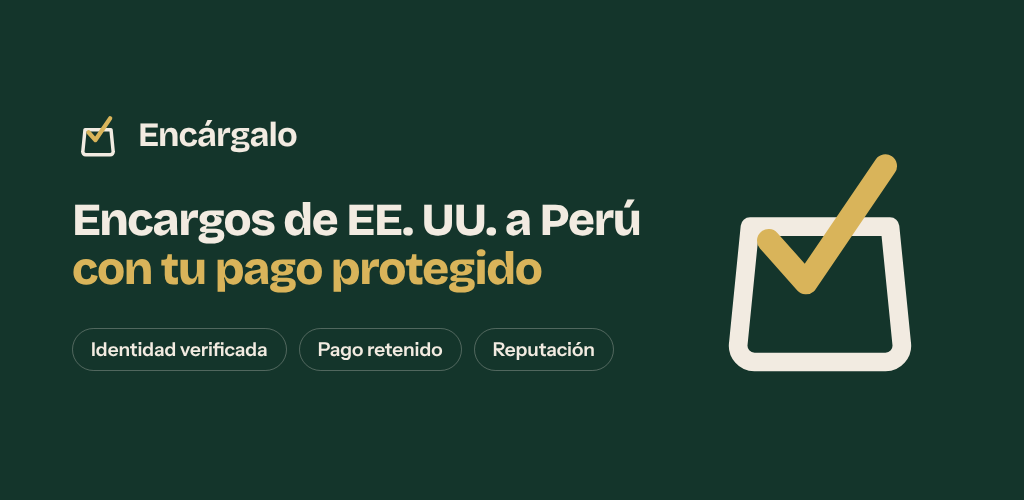 Encárgalo
Encargos de EE. UU. a Perú
con tu pago protegido
Identidad verificada
Pago retenido
Reputación